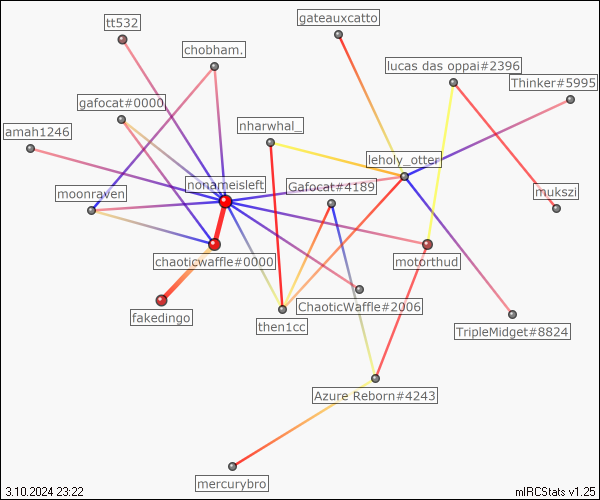 gateauxcatto
tt532
chobham.
lucas das oppai#2396
Thinker#5995
gafocat#0000
nharwhal_
amah1246
leholy_otter
nonameisleft
Gafocat#4189
moonraven
mukszi
chaoticwaffle#0000
motorthud
ChaoticWaffle#2006
fakedingo
then1cc
TripleMidget#8824
Azure Reborn#4243
mercurybro
3.10.2024 23:22
mIRCStats v1.25